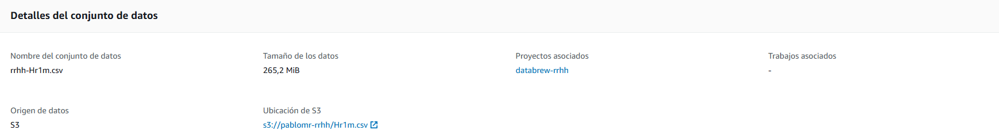 Detalles del conjunto de datos
Nombre del conjunto de datos
rrhh-Hr1m.csv
Tamaño de los datos
265,2 MiB
Proyectos asociados
databrew-rrhh
Trabajos asociados
-
Origen de datos
S3
Ubicación de S3
s3://pablomr-rrhh/Hr1m.csv